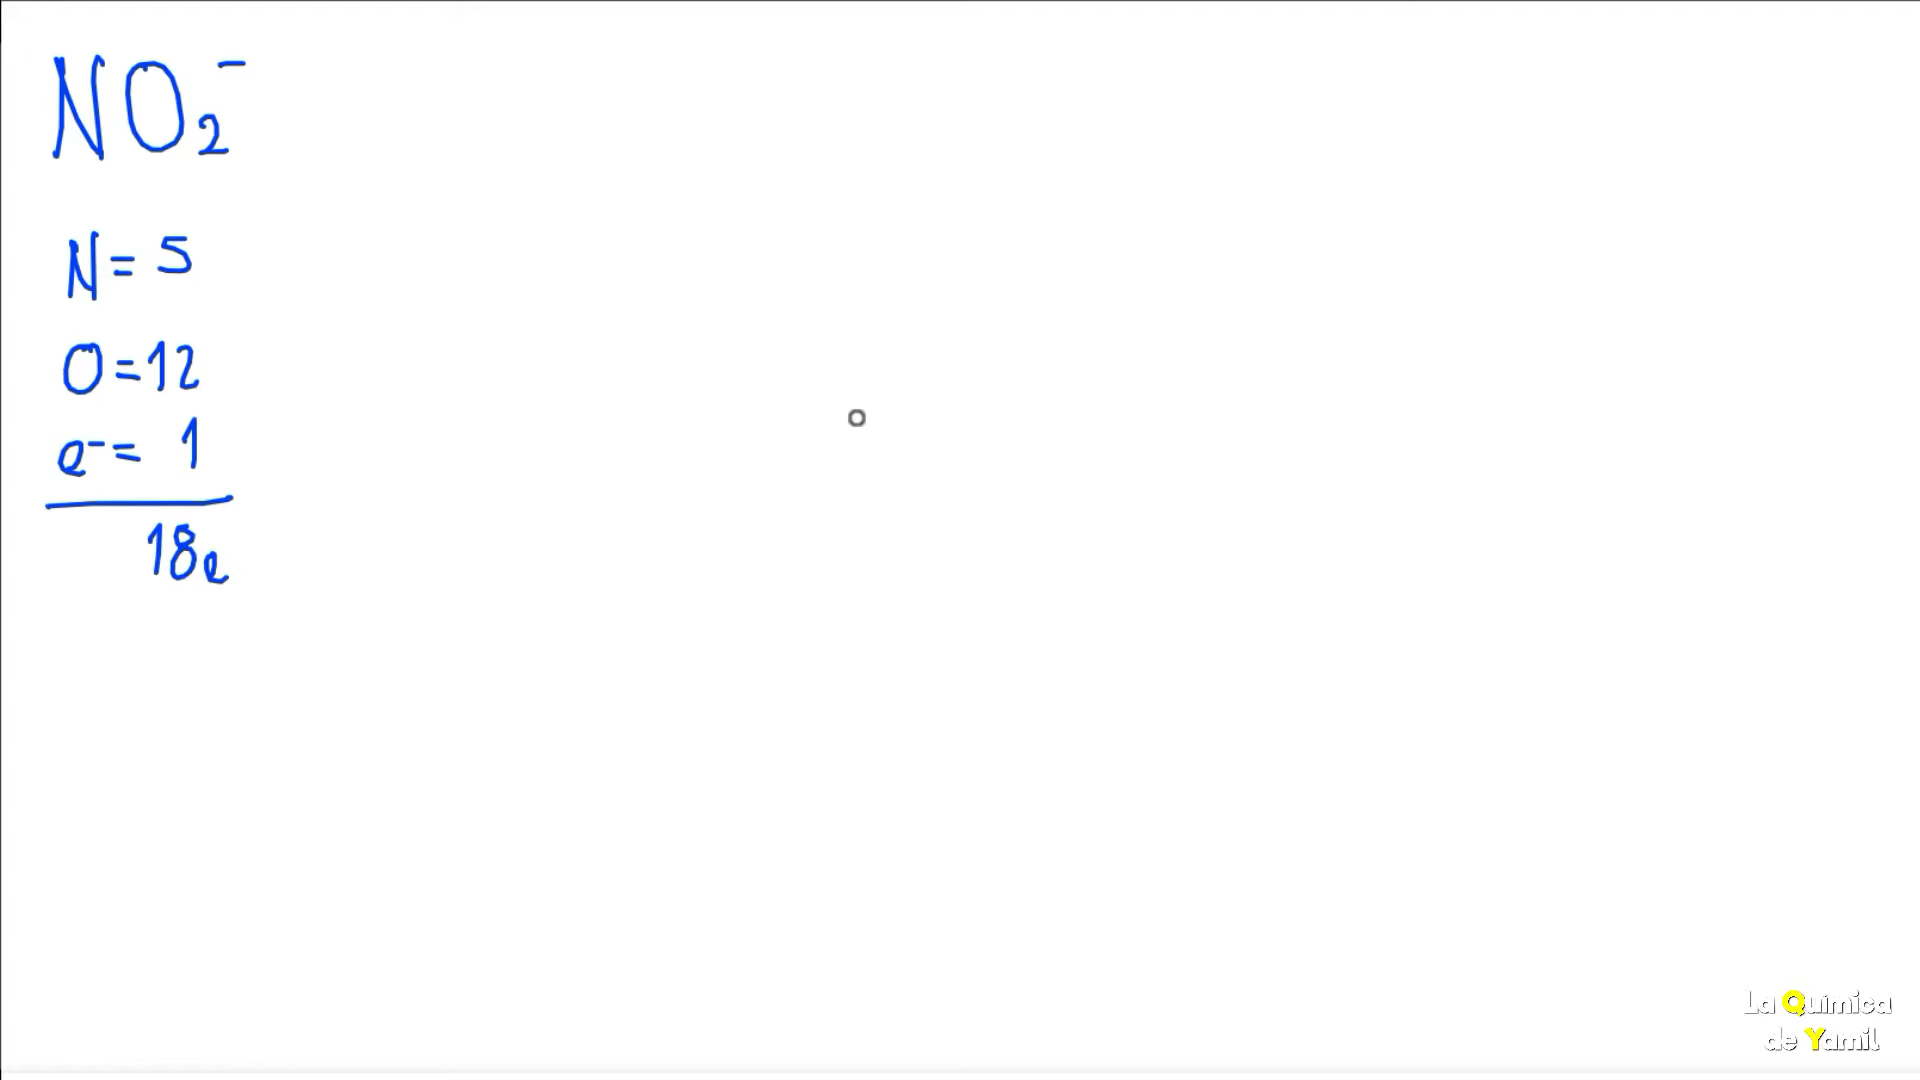 NO₂⁻
N = 5
O = 12
e⁻ = 1
18e
La Química
de Yamil